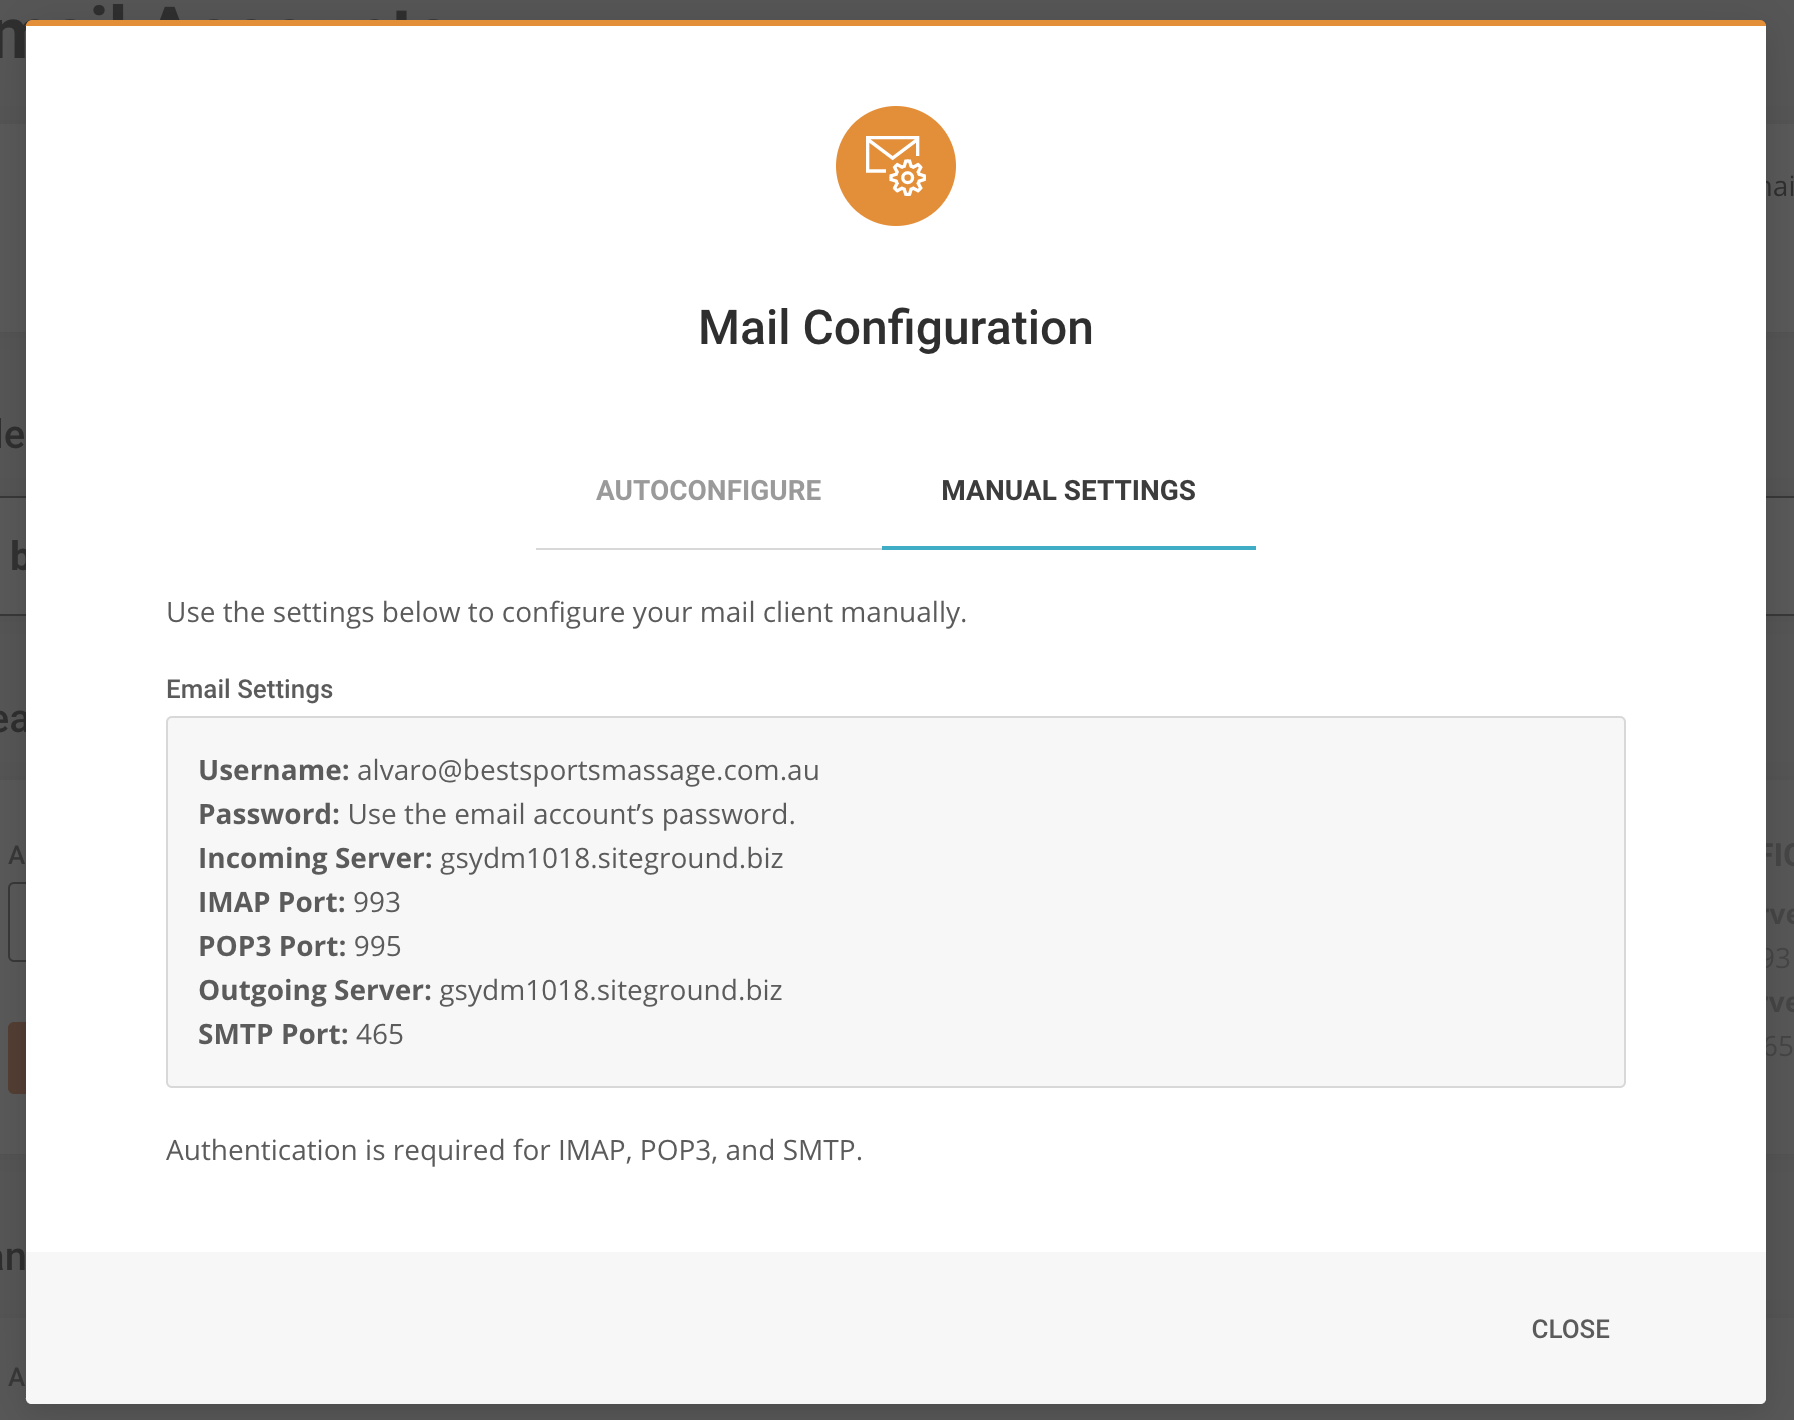 Mail Configuration
AUTOCONFIGURE MANUAL SETTINGS
Use the settings below to configure your mail client manually.
Email Settings
Username: alvaro@bestsportsmassage.com.au
Password: Use the email account’s password.
Incoming Server: gsydm1018.siteground.biz
IMAP Port: 993
POP3 Port: 995
Outgoing Server: gsydm1018.siteground.biz
SMTP Port: 465
Authentication is required for IMAP, POP3, and SMTP.
CLOSE